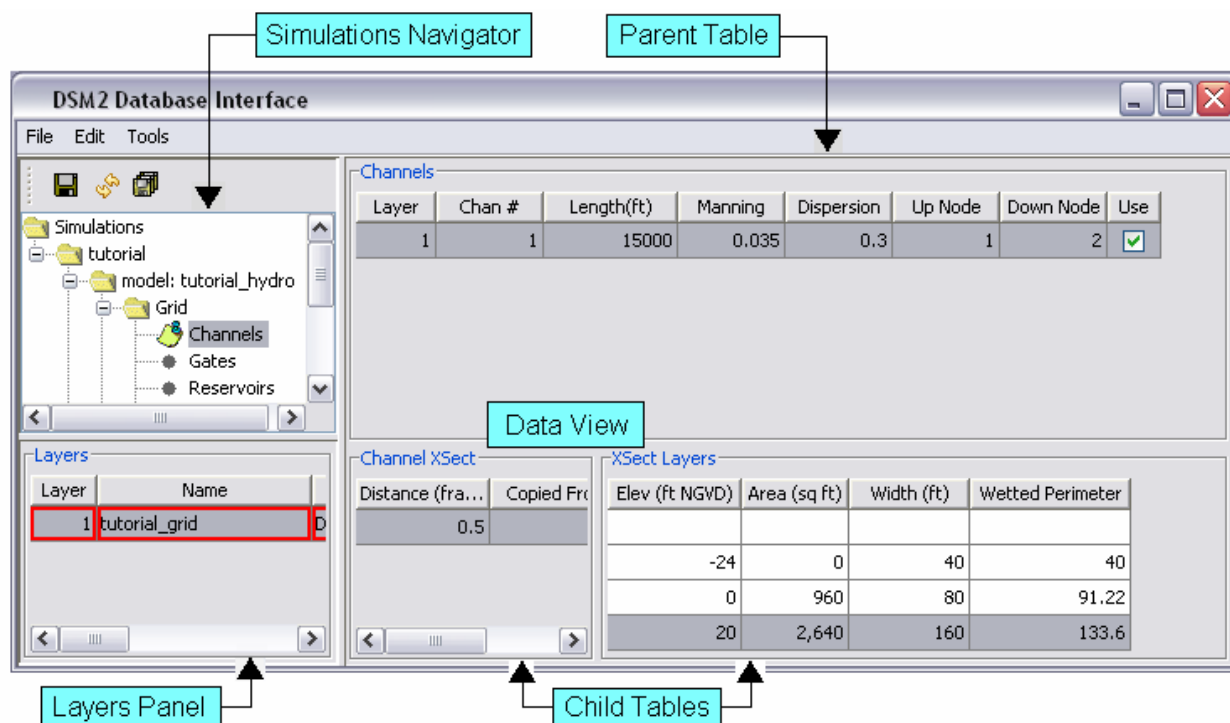 Simulations Navigator
Parent Table
DSM2 Database Interface
File Edit Tools
Simulations
tutorial
model: tutorial_hydro
Grid
Channels
Gates
Reservoirs
Channels
Layer Chan # Length(ft) Manning Dispersion Up Node Down Node Use
1 1 15000 0.035 0.3 1 2
Data View
Layers
Layer Name
1 tutorial_grid D
Channel XSect
Distance (fra... Copied Fro
0.5
XSect Layers
Elev (ft NGVD) Area (sq ft) Width (ft) Wetted Perimeter
-24 0 40 40
0 960 80 91.22
20 2,640 160 133.6
Layers Panel
Child Tables